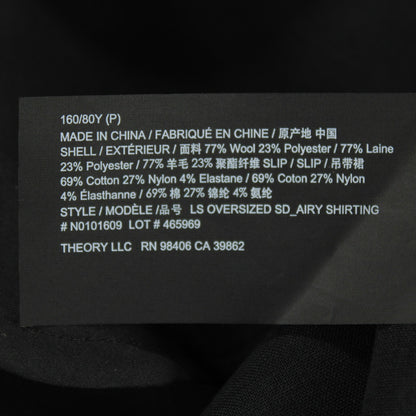 160/80Y (P)
MADE IN CHINA / FABRIQUÉ EN CHINE / 原产地 中国
SHELL / EXTÉRIEUR / 面料 77% Wool 23% Polyester / 77% Laine
23% Polyester / 77% 羊毛 23% 聚酯纤维 SLIP / SLIP / 吊带裙
69% Cotton 27% Nylon 4% Elastane / 69% Coton 27% Nylon
4% Élasthanne / 69% 棉 27% 锦纶 4% 氨纶
STYLE / MODÈLE /品号 LS OVERSIZED SD_AIRY SHIRTING
# N0101609 LOT # 465969
THEORY LLC RN 98406 CA 39862